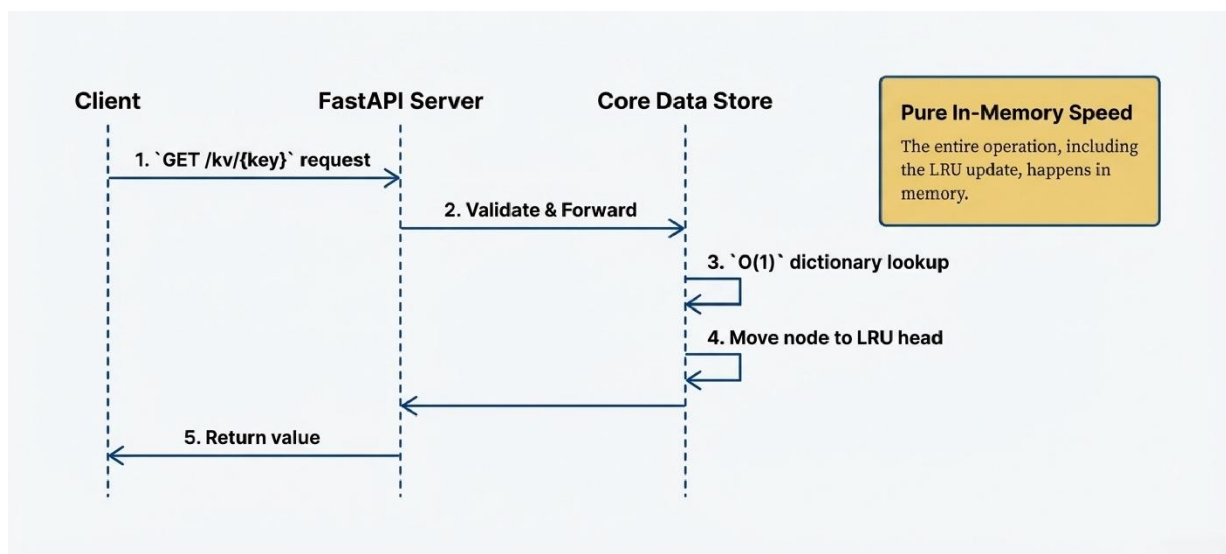 Client
FastAPI Server
Core Data Store
Pure In-Memory Speed
The entire operation, including
the LRU update, happens in
memory.
1. `GET /kv/{key}` request
2. Validate & Forward
3. `O(1)` dictionary lookup
4. Move node to LRU head
5. Return value